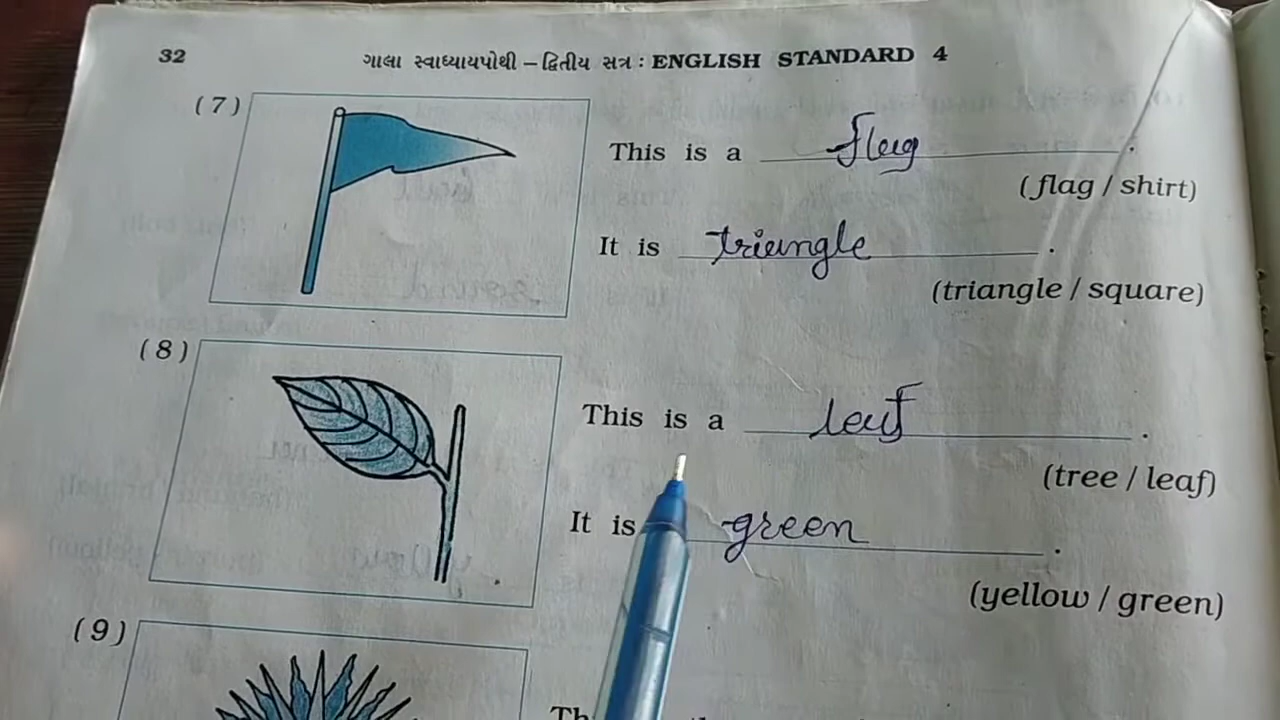 32 ગાલા સ્વાધ્યાયપોથી – દ્વિતીય સત્ર : ENGLISH STANDARD 4
(7)
This is a flag.
(flag / shirt)
It is triangle.
(triangle / square)
(8)
This is a leaf.
(tree / leaf)
It is green.
(yellow / green)
(9)